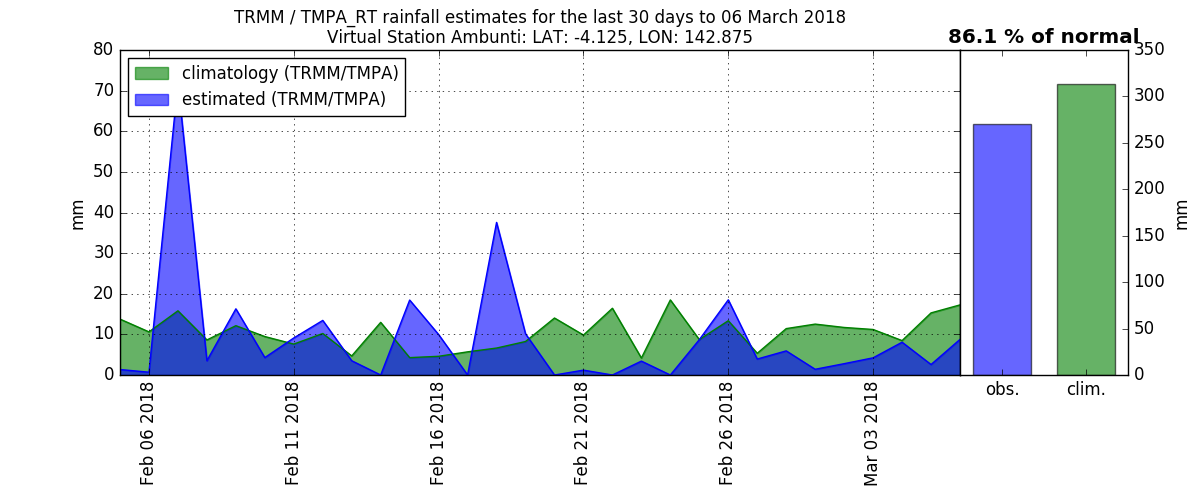 TRMM / TMPA_RT rainfall estimates for the last 30 days to 06 March 2018
Virtual Station Ambunti: LAT: -4.125, LON: 142.875
86.1 % of normal
climatology (TRMM/TMPA)
estimated (TRMM/TMPA)
80
70
60
50
40
30
20
10
0
mm
Feb 06 2018
Feb 11 2018
Feb 16 2018
Feb 21 2018
Feb 26 2018
Mar 03 2018
obs.
clim.
350
300
250
200
150
100
50
0
mm